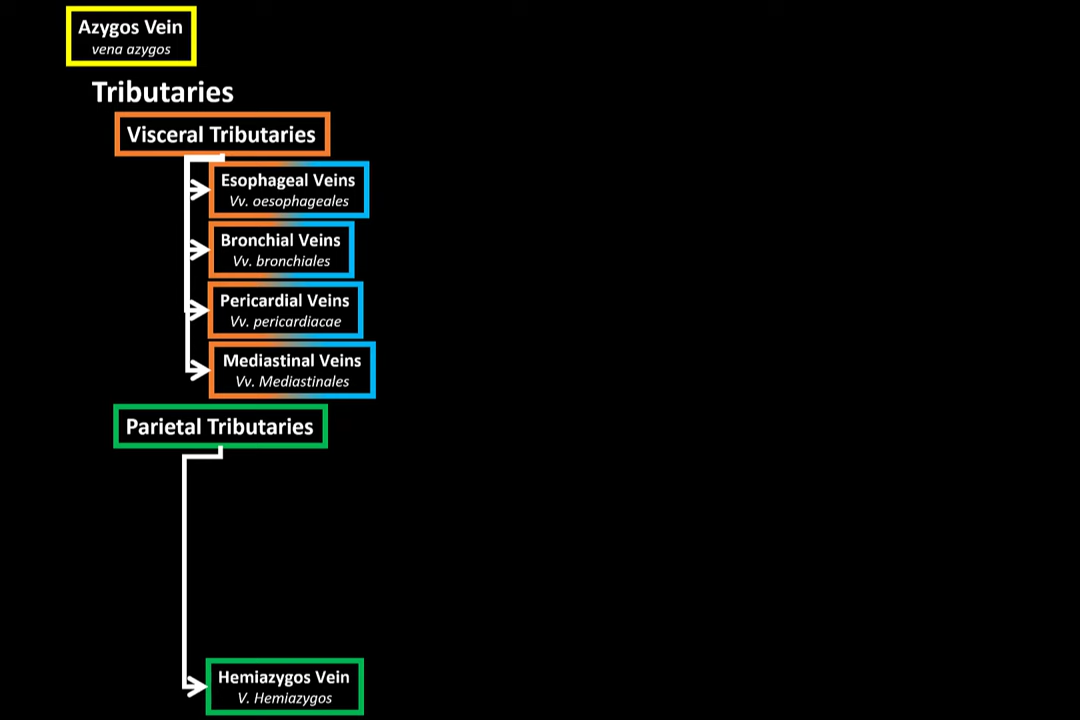 Azygos Vein
vena azygos
Tributaries
Visceral Tributaries
Esophageal Veins
Vv. oesophageales
Bronchial Veins
Vv. bronchiales
Pericardial Veins
Vv. pericardiacae
Mediastinal Veins
Vv. Mediastinales
Parietal Tributaries
Hemiazygos Vein
V. Hemiazygos